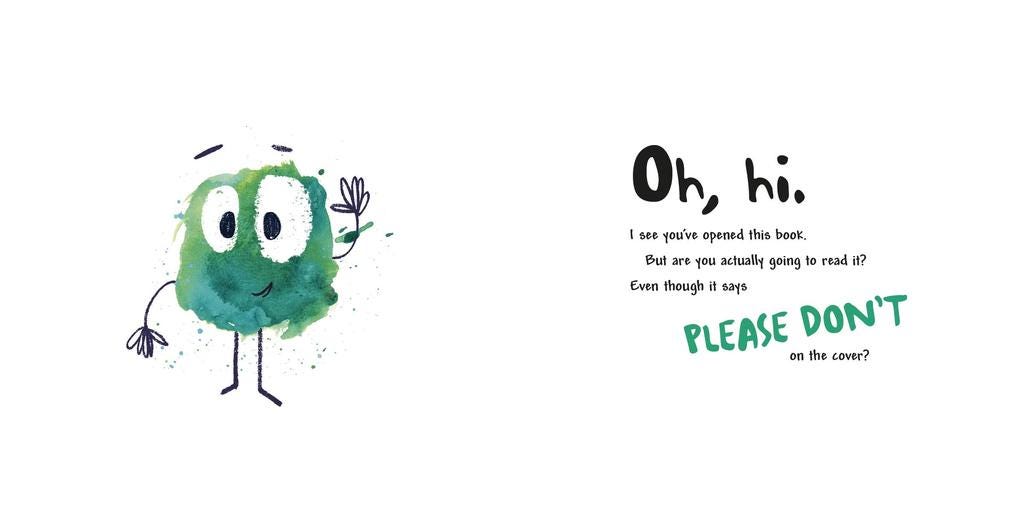 Oh, hi.
I see you've opened this book.
But are you actually going to read it?
Even though it says
PLEASE DON'T
on the cover?